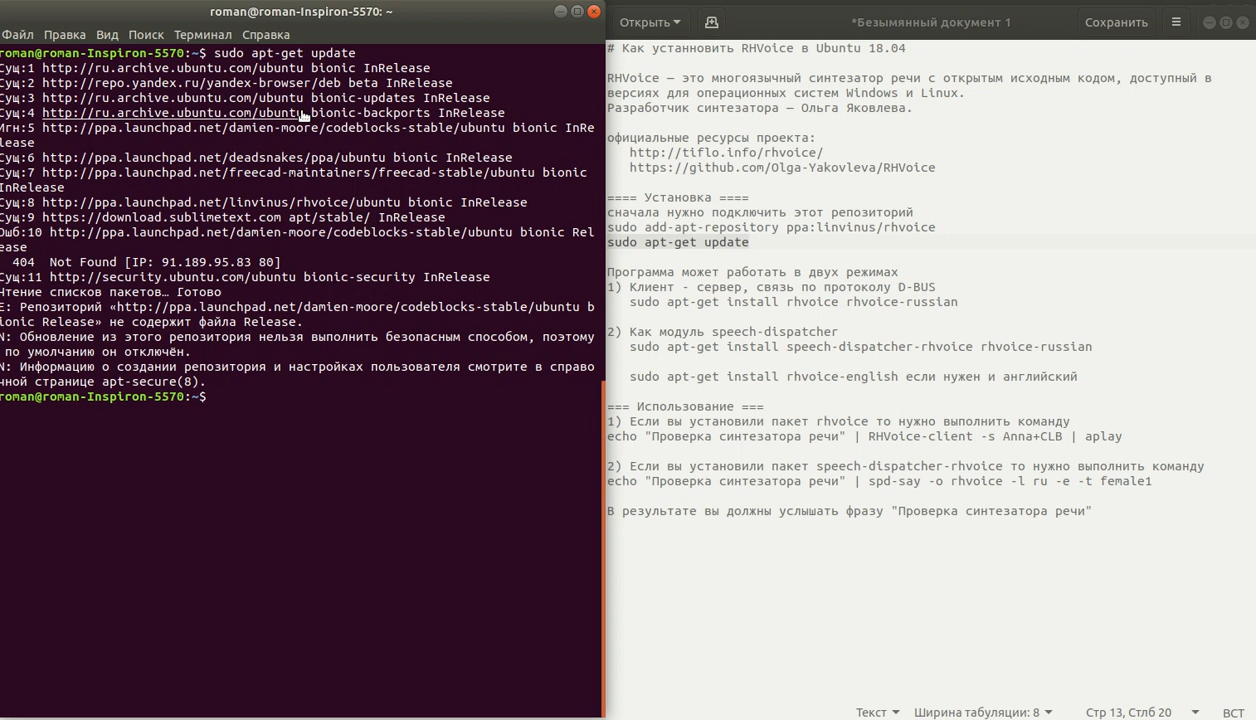 roman@roman-Inspiron-5570: ~
Файл Правка Вид Поиск Терминал Справка
roman@roman-Inspiron-5570:~$ sudo apt-get update
Сущ:1 http://ru.archive.ubuntu.com/ubuntu bionic InRelease
Сущ:2 http://repo.yandex.ru/yandex-browser/deb beta InRelease
Сущ:3 http://ru.archive.ubuntu.com/ubuntu bionic-updates InRelease
Сущ:4 http://ru.archive.ubuntu.com/ubuntu bionic-backports InRelease
Мгн:5 http://ppa.launchpad.net/damien-moore/codeblocks-stable/ubuntu bionic InRe
lease
Сущ:6 http://ppa.launchpad.net/deadsnakes/ppa/ubuntu bionic InRelease
Сущ:7 http://ppa.launchpad.net/freecad-maintainers/freecad-stable/ubuntu bionic
InRelease
Сущ:8 http://ppa.launchpad.net/linvinus/rhvoice/ubuntu bionic InRelease
Сущ:9 https://download.sublimetext.com apt/stable/ InRelease
Ошб:10 http://ppa.launchpad.net/damien-moore/codeblocks-stable/ubuntu bionic Rel
ease
404 Not Found [IP: 91.189.95.83 80]
Сущ:11 http://security.ubuntu.com/ubuntu bionic-security InRelease
Чтение списков пакетов… Готово
E: Репозиторий «http://ppa.launchpad.net/damien-moore/codeblocks-stable/ubuntu b
ionic Release» не содержит файла Release.
N: Обновление из этого репозитория нельзя выполнить безопасным способом, поэтому
по умолчанию он отключён.
N: Информацию о создании репозитория и настройках пользователя смотрите в справо
чной странице apt-secure(8).
roman@roman-Inspiron-5570:~$
Открыть *Безымянный документ 1 Сохранить
# Как устанновить RHVoice в Ubuntu 18.04
RHVoice — это многоязычный синтезатор речи с открытым исходным кодом, доступный в
версиях для операционных систем Windows и Linux.
Разработчик синтезатора — Ольга Яковлева.
официальные ресурсы проекта:
http://tiflo.info/rhvoice/
https://github.com/Olga-Yakovleva/RHVoice
==== Установка ====
сначала нужно подключить этот репозиторий
sudo add-apt-repository ppa:linvinus/rhvoice
sudo apt-get update
Программа может работать в двух режимах
1) Клиент - сервер, связь по протоколу D-BUS
sudo apt-get install rhvoice rhvoice-russian
2) Как модуль speech-dispatcher
sudo apt-get install speech-dispatcher-rhvoice rhvoice-russian
sudo apt-get install rhvoice-english если нужен и английский
=== Использование ===
1) Если вы установили пакет rhvoice то нужно выполнить команду
echo "Проверка синтезатора речи" | RHVoice-client -s Anna+CLB | aplay
2) Если вы установили пакет speech-dispatcher-rhvoice то нужно выполнить команду
echo "Проверка синтезатора речи" | spd-say -o rhvoice -l ru -e -t female1
В результате вы должны услышать фразу "Проверка синтезатора речи"
Текст Ширина табуляции: 8 Стр 13, Стлб 20 ВСТ